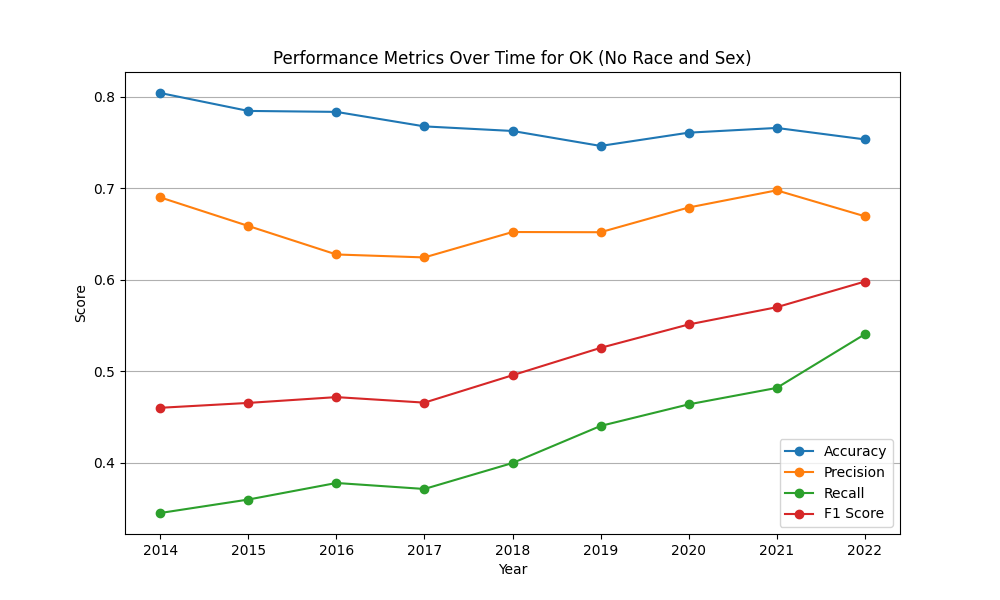 Performance Metrics Over Time for OK (No Race and Sex)
0.8
0.7
0.6
0.5
0.4
Score
2014 2015 2016 2017 2018 2019 2020 2021 2022
Year
Accuracy
Precision
Recall
F1 Score